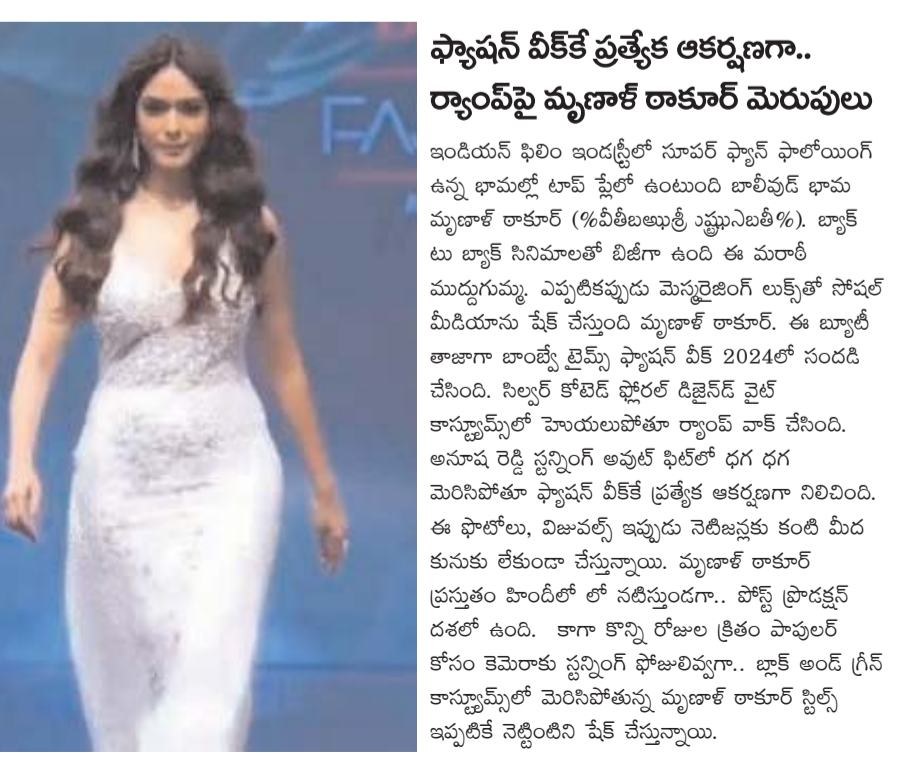 FA
ఫ్యాషన్ వీక్‌కే ప్రత్యేక ఆకర్షణగా..
ర్యాంప్‌పై మృణాళ్ ఠాకూర్ మెరుపులు
ఇండియన్ ఫిలిం ఇండస్ట్రీలో సూపర్ ఫ్యాన్ ఫాలోయింగ్
ఉన్న భామల్లో టాప్ ప్లేలో ఉంటుంది బాలీవుడ్ భామ
మృణాళ్ ఠాకూర్ బ్యాక్
టు బ్యాక్ సినిమాలతో బిజీగా ఉంది ఈ మరాఠీ
ముద్దుగుమ్మ. ఎప్పటికప్పుడు మెస్మరైజింగ్ లుక్స్‌తో సోషల్
మీడియాను షేక్ చేస్తుంది మృణాళ్ ఠాకూర్. ఈ బ్యూటీ
తాజాగా బాంబ్వే టైమ్స్ ఫ్యాషన్ వీక్ 2024లో సందడి
చేసింది. సిల్వర్ కోటెడ్ ఫ్లోరల్ డిజైన్‌డ్ వైట్
కాస్ట్యూమ్స్‌లో హొయలుపోతూ ర్యాంప్ వాక్ చేసింది.
అనూష రెడ్డి స్టన్నింగ్ అవుట్ ఫిట్‌లో ధగ ధగ
మెరిసిపోతూ ఫ్యాషన్ వీక్‌కే ప్రత్యేక ఆకర్షణగా నిలిచింది.
ఈ ఫొటోలు, విజువల్స్ ఇప్పుడు నెటిజన్లకు కంటి మీద
కునుకు లేకుండా చేస్తున్నాయి. మృణాళ్ ఠాకూర్
ప్రస్తుతం హిందీలో లో నటిస్తుండగా.. పోస్ట్ ప్రొడక్షన్
దశలో ఉంది. కాగా కొన్ని రోజుల క్రితం పాపులర్
కోసం కెమెరాకు స్టన్నింగ్ ఫోజులివ్వగా.. బ్లాక్ అండ్ గ్రీన్
కాస్ట్యూమ్స్‌లో మెరిసిపోతున్న మృణాళ్ ఠాకూర్ స్టిల్స్
ఇప్పటికే నెట్టింటిని షేక్ చేస్తున్నాయి.